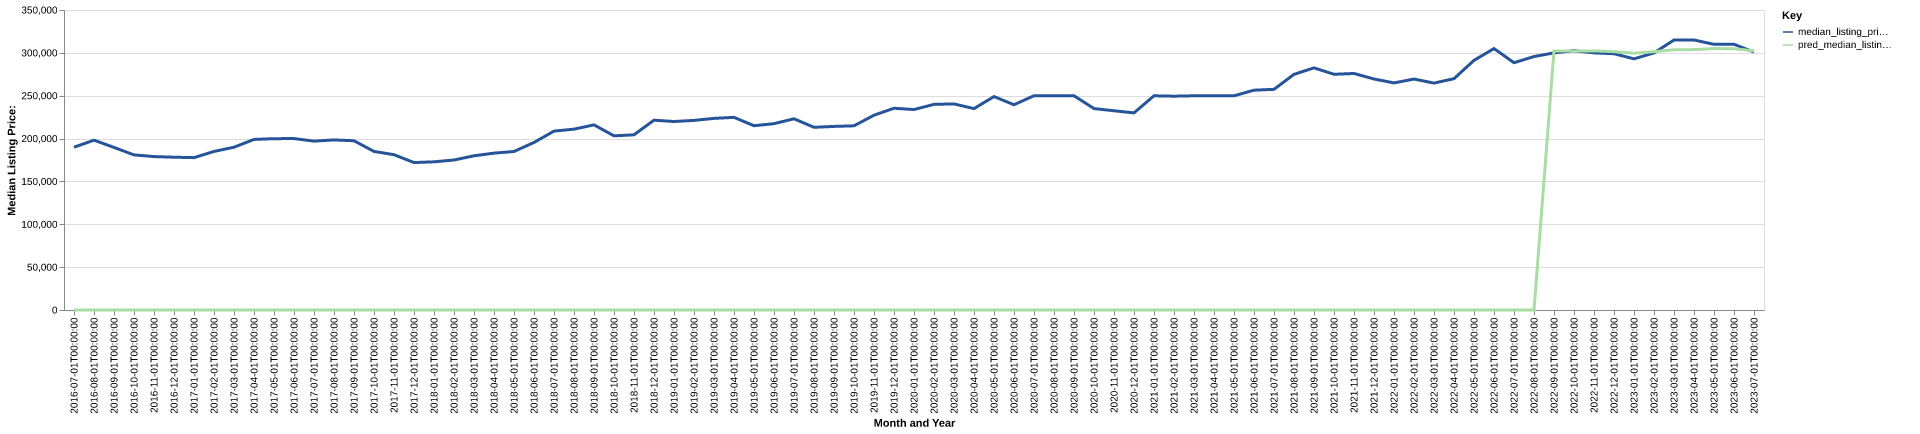 350,000
300,000
250,000
200,000
150,000
100,000
50,000
0
Median Listing Price:
2016-07-01T00:00:00
2016-08-01T00:00:00
2016-09-01T00:00:00
2016-10-01T00:00:00
2016-11-01T00:00:00
2016-12-01T00:00:00
2017-01-01T00:00:00
2017-02-01T00:00:00
2017-03-01T00:00:00
2017-04-01T00:00:00
2017-05-01T00:00:00
2017-06-01T00:00:00
2017-07-01T00:00:00
2017-08-01T00:00:00
2017-09-01T00:00:00
2017-10-01T00:00:00
2017-11-01T00:00:00
2017-12-01T00:00:00
2018-01-01T00:00:00
2018-02-01T00:00:00
2018-03-01T00:00:00
2018-04-01T00:00:00
2018-05-01T00:00:00
2018-06-01T00:00:00
2018-07-01T00:00:00
2018-08-01T00:00:00
2018-09-01T00:00:00
2018-10-01T00:00:00
2018-11-01T00:00:00
2018-12-01T00:00:00
2019-01-01T00:00:00
2019-02-01T00:00:00
2019-03-01T00:00:00
2019-04-01T00:00:00
2019-05-01T00:00:00
2019-06-01T00:00:00
2019-07-01T00:00:00
2019-08-01T00:00:00
2019-09-01T00:00:00
2019-10-01T00:00:00
2019-11-01T00:00:00
2019-12-01T00:00:00
2020-01-01T00:00:00
2020-02-01T00:00:00
2020-03-01T00:00:00
2020-04-01T00:00:00
2020-05-01T00:00:00
2020-06-01T00:00:00
2020-07-01T00:00:00
2020-08-01T00:00:00
2020-09-01T00:00:00
2020-10-01T00:00:00
2020-11-01T00:00:00
2020-12-01T00:00:00
2021-01-01T00:00:00
2021-02-01T00:00:00
2021-03-01T00:00:00
2021-04-01T00:00:00
2021-05-01T00:00:00
2021-06-01T00:00:00
2021-07-01T00:00:00
2021-08-01T00:00:00
2021-09-01T00:00:00
2021-10-01T00:00:00
2021-11-01T00:00:00
2021-12-01T00:00:00
2022-01-01T00:00:00
2022-02-01T00:00:00
2022-03-01T00:00:00
2022-04-01T00:00:00
2022-05-01T00:00:00
2022-06-01T00:00:00
2022-07-01T00:00:00
2022-08-01T00:00:00
2022-09-01T00:00:00
2022-10-01T00:00:00
2022-11-01T00:00:00
2022-12-01T00:00:00
2023-01-01T00:00:00
2023-02-01T00:00:00
2023-03-01T00:00:00
2023-04-01T00:00:00
2023-05-01T00:00:00
2023-06-01T00:00:00
2023-07-01T00:00:00
Month and Year
Key
median_listing_pri…
pred_median_listin…